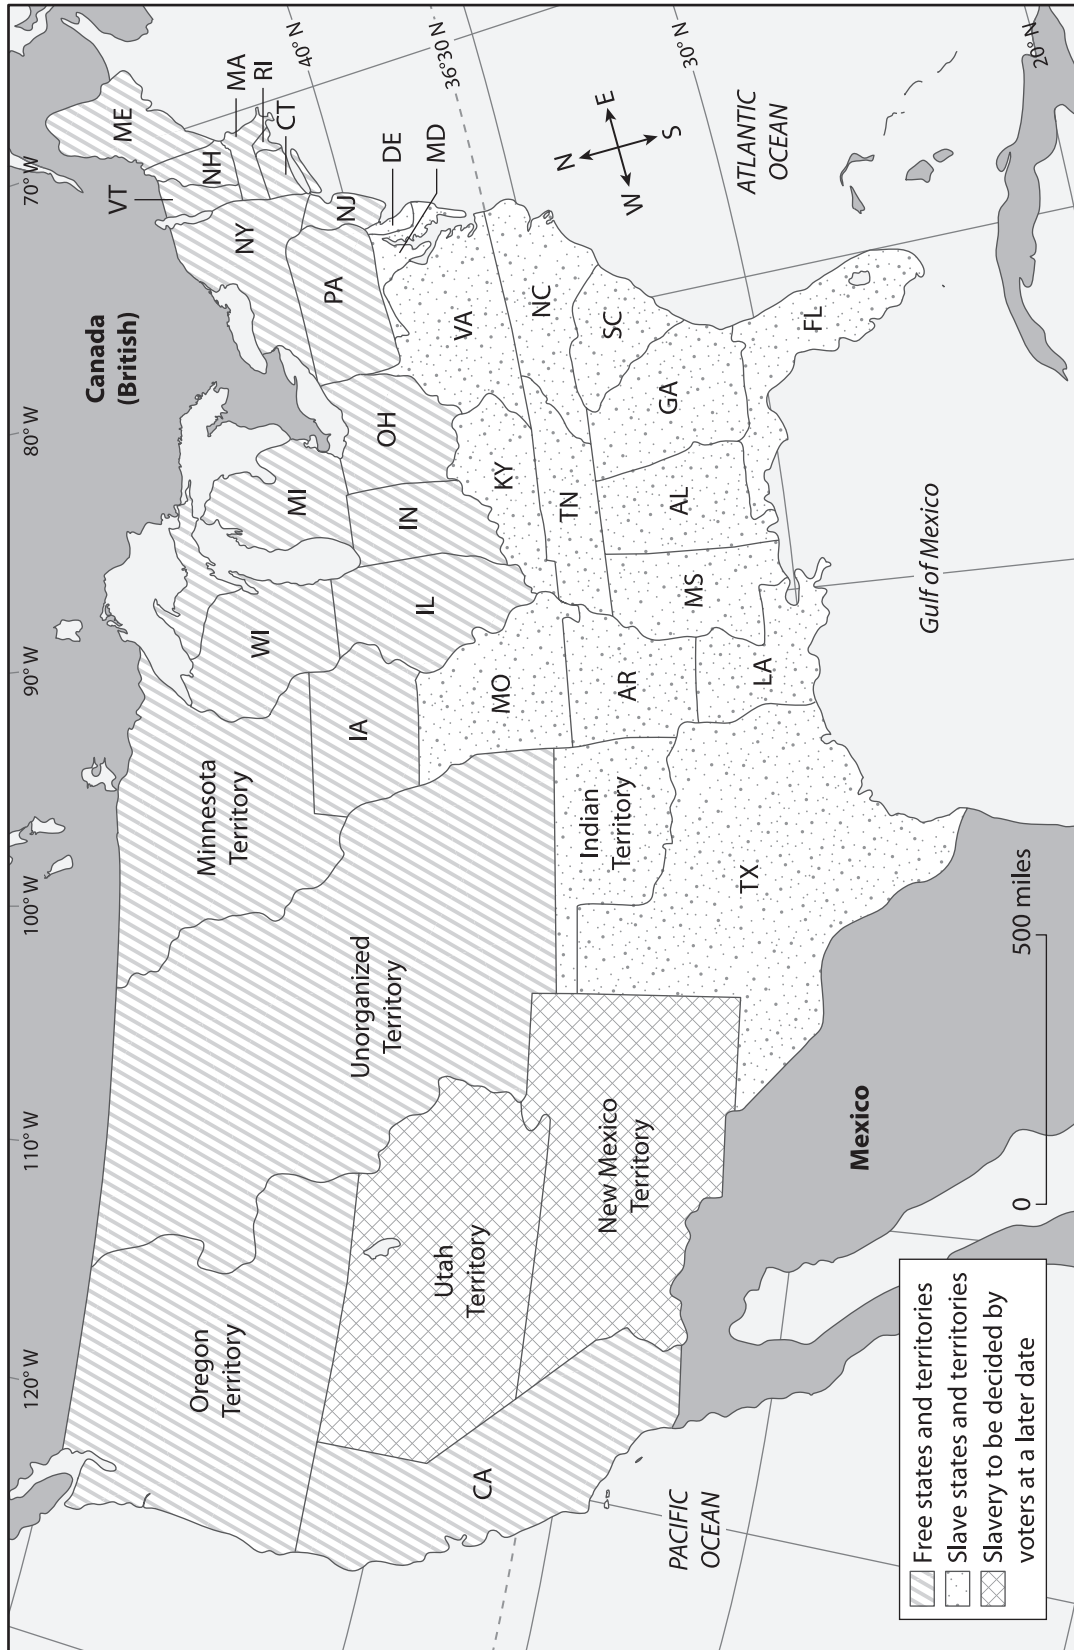 120° W
110° W
100° W
90° W
80° W
70° W
Canada
(British)
Oregon
Territory
Minnesota
Territory
Unorganized
Territory
Utah
Territory
New Mexico
Territory
Indian
Territory
CA
TX
IA
WI
MI
IL
IN
OH
MO
AR
LA
MS
AL
GA
FL
SC
NC
TN
KY
VA
PA
NY
NJ
VT
NH
ME
MA
RI
CT
DE
MD
40° N
36°30′ N
30° N
20° N
N
E
S
W
ATLANTIC
OCEAN
Gulf of Mexico
Mexico
PACIFIC
OCEAN
0
500 miles
Free states and territories
Slave states and territories
Slavery to be decided by
voters at a later date